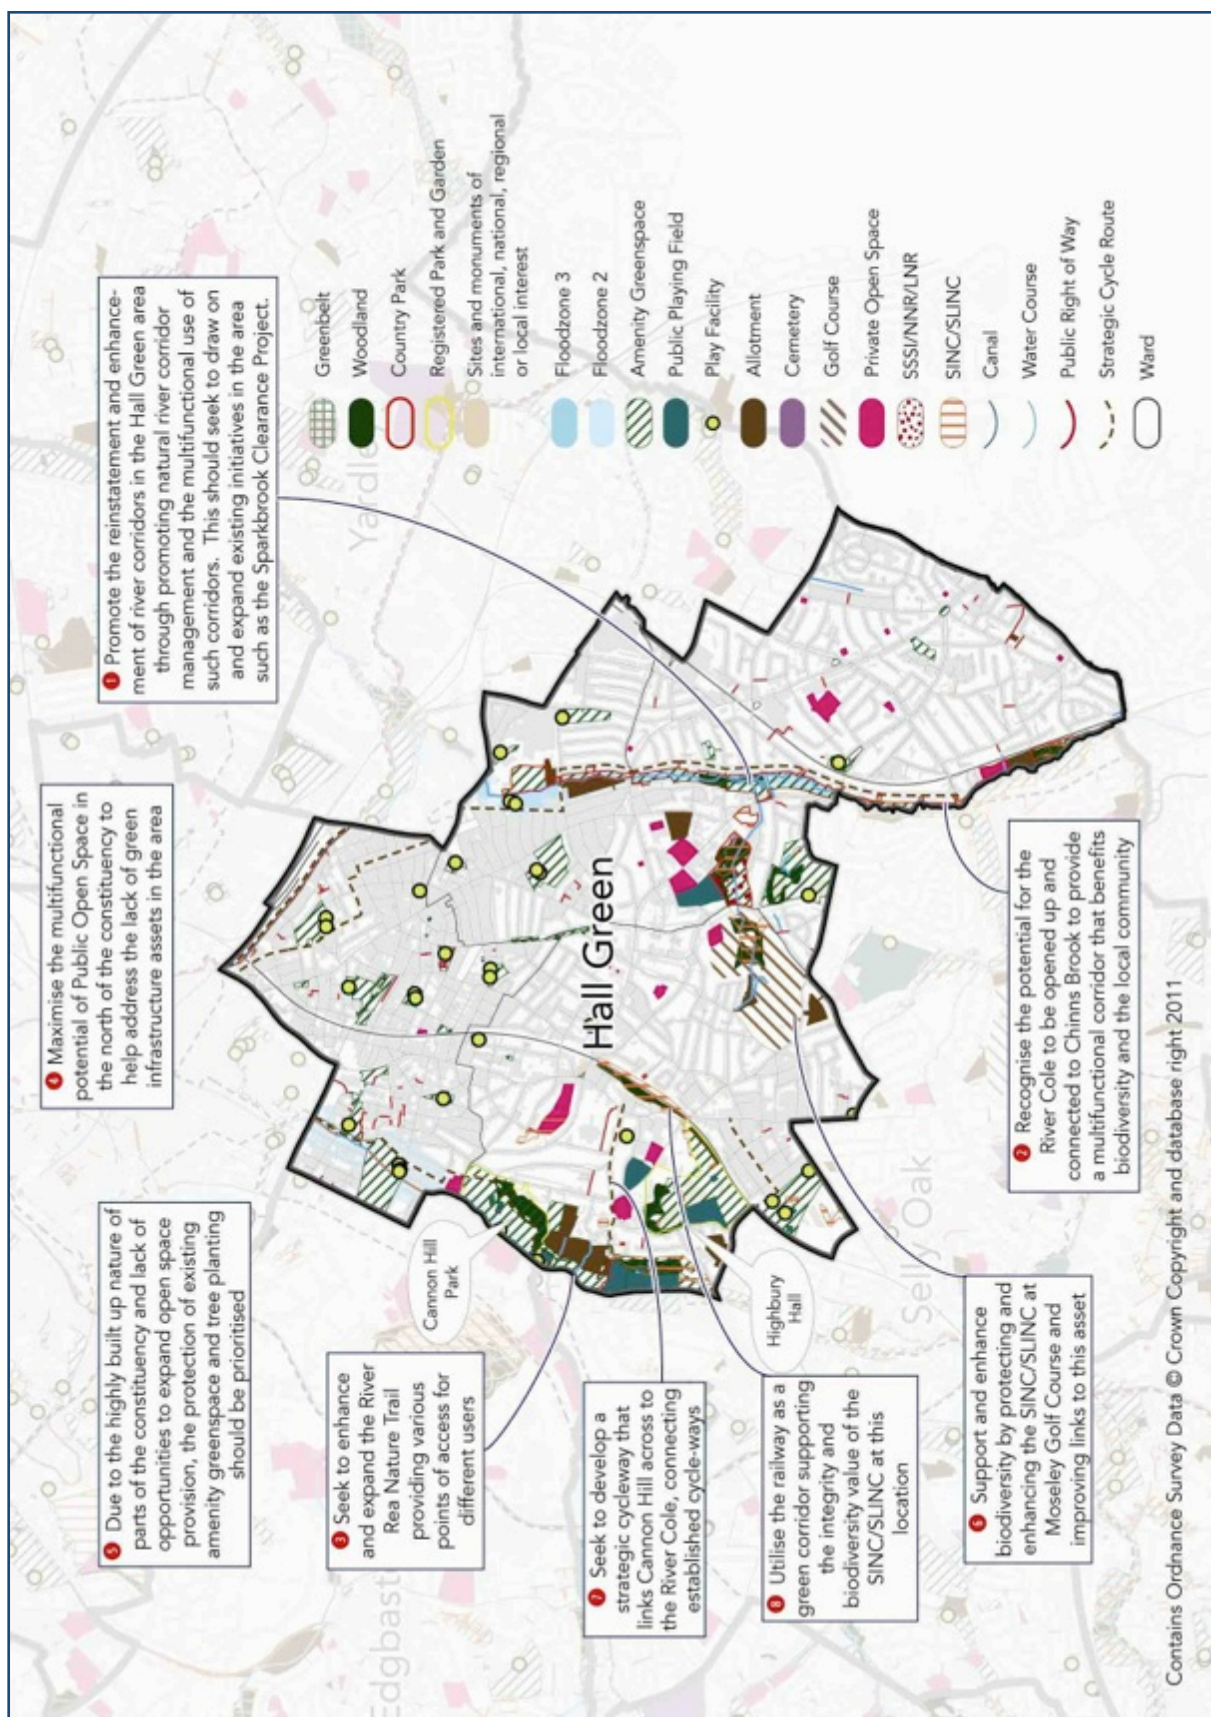 5 Due to the highly built up nature of
parts of the constituency and lack of
opportunities to expand open space
provision, the protection of existing
amenity greenspace and tree planting
should be prioritised
4 Maximise the multifunctional
potential of Public Open Space in
the north of the constituency to
help address the lack of green
infrastructure assets in the area
1 Promote the reinstatement and enhance-
ment of river corridors in the Hall Green area
through promoting natural river corridor
management and the multifunctional use of
such corridors. This should seek to draw on
and expand existing initiatives in the area
such as the Sparkbrook Clearance Project.
3 Seek to enhance
and expand the River
Rea Nature Trail
providing various
points of access for
different users
7 Seek to develop a
strategic cycleway that
links Cannon Hill across to
the River Cole, connecting
established cycle-ways
8 Utilise the railway as a
green corridor supporting
the integrity and
biodiversity value of the
SINC/SLINC at this
location
6 Support and enhance
biodiversity by protecting and
enhancing the SINC/SLINC at
Moseley Golf Course and
improving links to this asset
2 Recognise the potential for the
River Cole to be opened up and
connected to Chinns Brook to provide
a multifunctional corridor that benefits
biodiversity and the local community
Cannon Hill
Park
Highbury
Hall
Hall Green
Edgbast
Selly Oak
Yardle
Greenbelt
Woodland
Country Park
Registered Park and Garden
Sites and monuments of
international, national, regional
or local interest
Floodzone 3
Floodzone 2
Amenity Greenspace
Public Playing Field
Play Facility
Allotment
Cemetery
Golf Course
Private Open Space
SSSI/NNR/LNR
SINC/SLINC
Canal
Water Course
Public Right of Way
Strategic Cycle Route
Ward
Contains Ordnance Survey Data © Crown Copyright and database right 2011